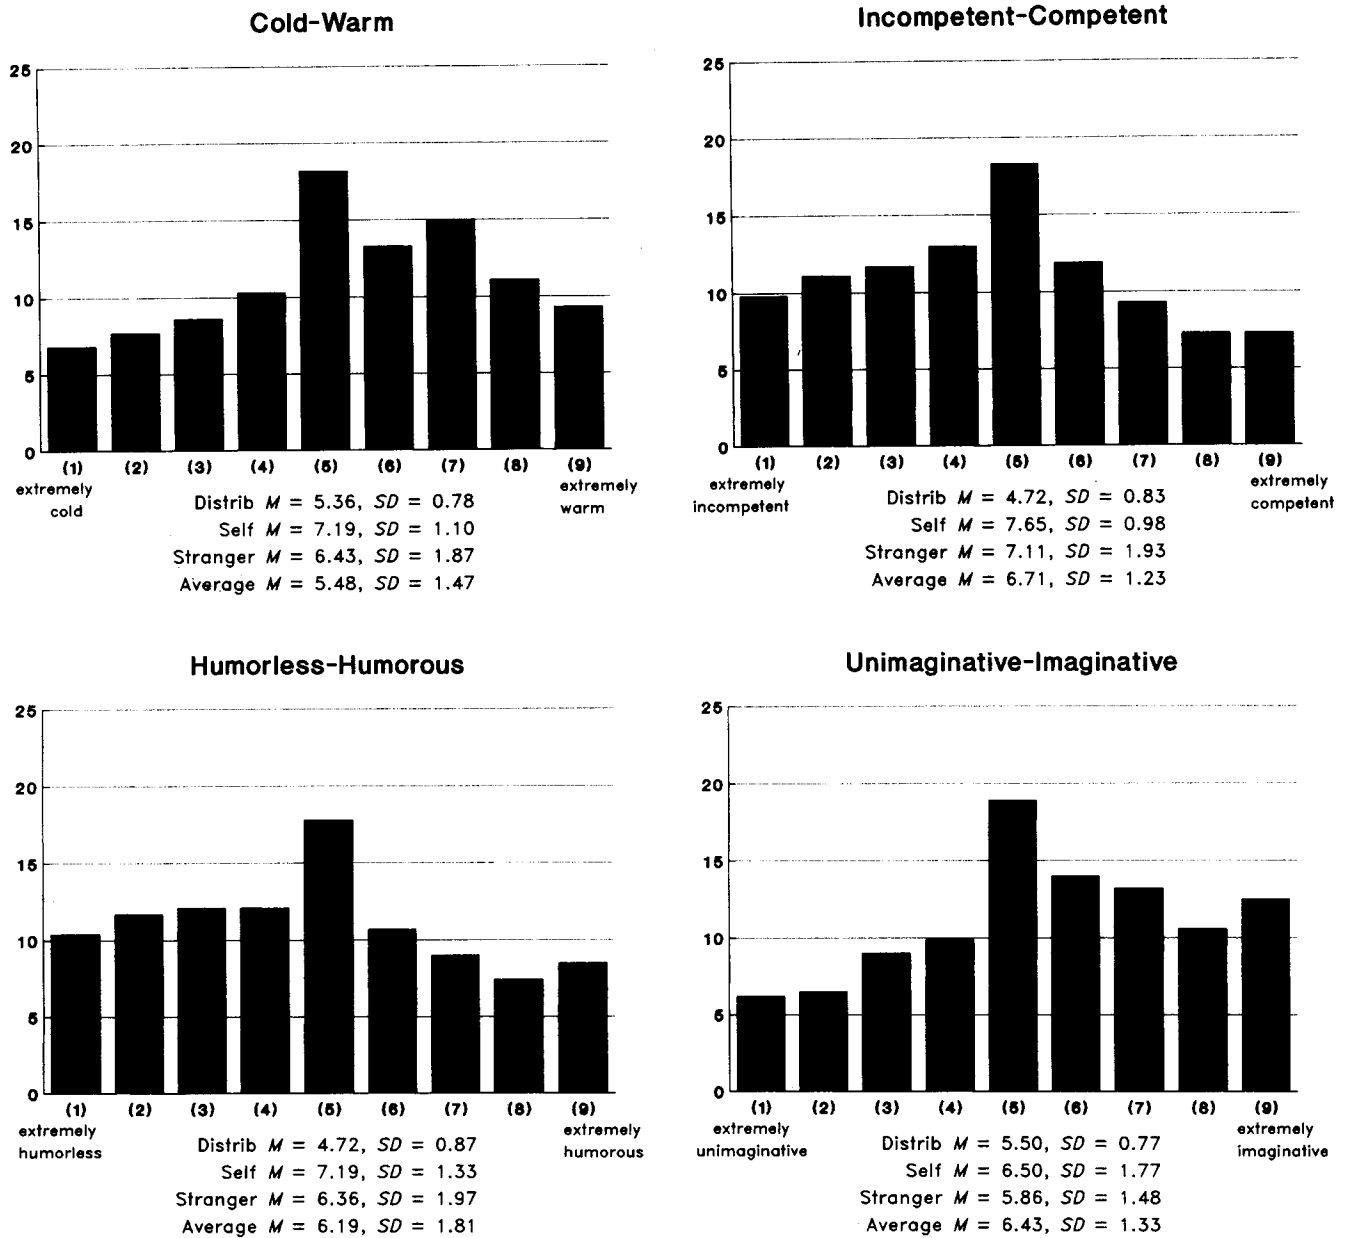 Cold-Warm
25
20
15
10
5
0
(1) (2) (3) (4) (5) (6) (7) (8) (9)
extremely cold
extremely warm
Distrib M = 5.36, SD = 0.78
Self M = 7.19, SD = 1.10
Stranger M = 6.43, SD = 1.87
Average M = 5.48, SD = 1.47
Incompetent-Competent
25
20
15
10
5
0
(1) (2) (3) (4) (5) (6) (7) (8) (9)
extremely incompetent
extremely competent
Distrib M = 4.72, SD = 0.83
Self M = 7.65, SD = 0.98
Stranger M = 7.11, SD = 1.93
Average M = 6.71, SD = 1.23
Humorless-Humorous
25
20
15
10
5
0
(1) (2) (3) (4) (5) (6) (7) (8) (9)
extremely humorless
extremely humorous
Distrib M = 4.72, SD = 0.87
Self M = 7.19, SD = 1.33
Stranger M = 6.36, SD = 1.97
Average M = 6.19, SD = 1.81
Unimaginative-Imaginative
25
20
15
10
5
0
(1) (2) (3) (4) (5) (6) (7) (8) (9)
extremely unimaginative
extremely imaginative
Distrib M = 5.50, SD = 0.77
Self M = 6.50, SD = 1.77
Stranger M = 5.86, SD = 1.48
Average M = 6.43, SD = 1.33